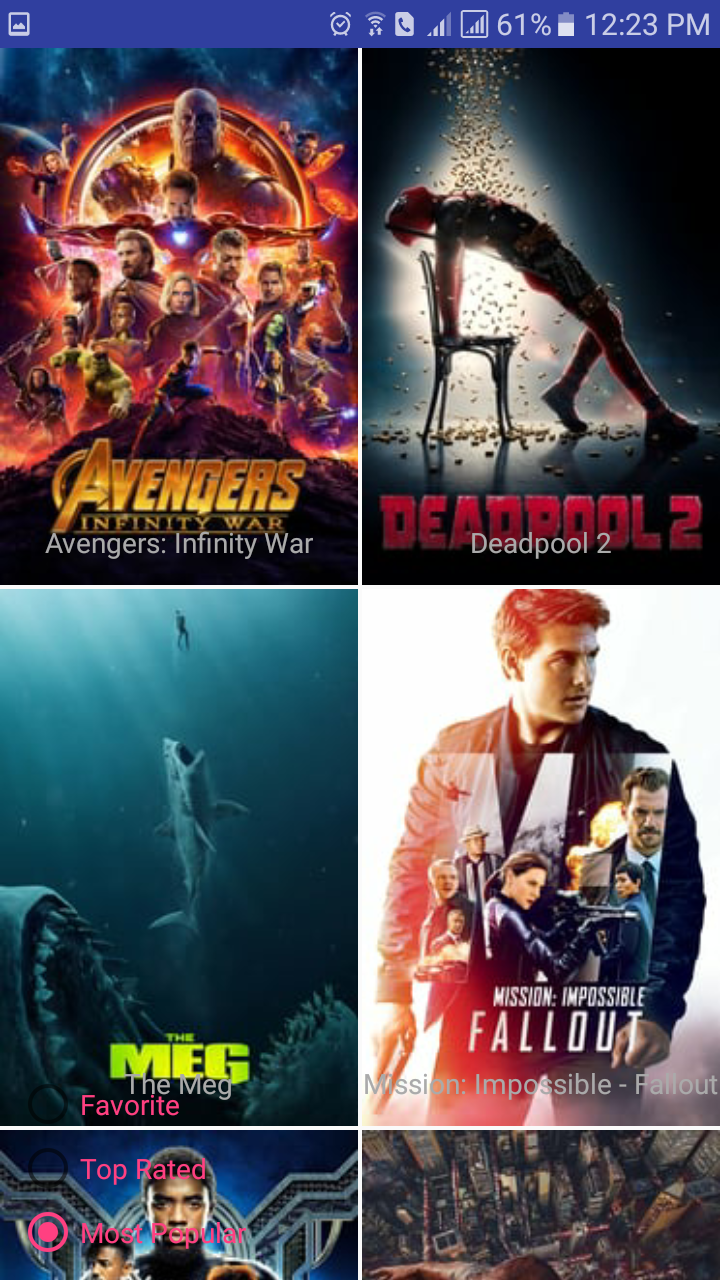 61% 12:23 PM
AVENGERS
INFINITY WAR
Avengers: Infinity War
DEADPOOL 2
Deadpool 2
THE
MEG
The Meg
MISSION: IMPOSSIBLE
FALLOUT
Mission: Impossible - Fallout
Favorite
Top Rated
Most Popular